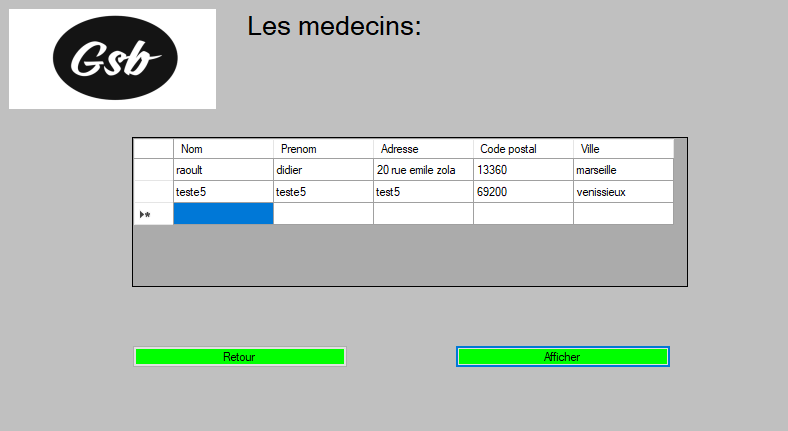 Gsb
Les medecins:
Nom Prenom Adresse Code postal Ville
raoult didier 20 rue emile zola 13360 marseille
teste5 teste5 test5 69200 venissieux
Retour Afficher